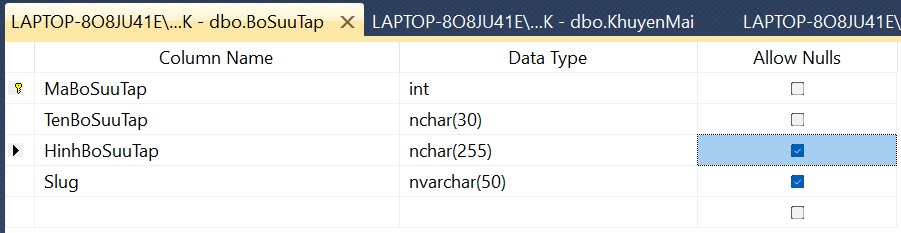 LAPTOP-8O8JU41E\...K - dbo.BoSuuTap LAPTOP-8O8JU41E\...K - dbo.KhuyenMai LAPTOP-8O8JU41E\
Column Name Data Type Allow Nulls
MaBoSuuTap int
TenBoSuuTap nchar(30)
HinhBoSuuTap nchar(255)
Slug nvarchar(50)